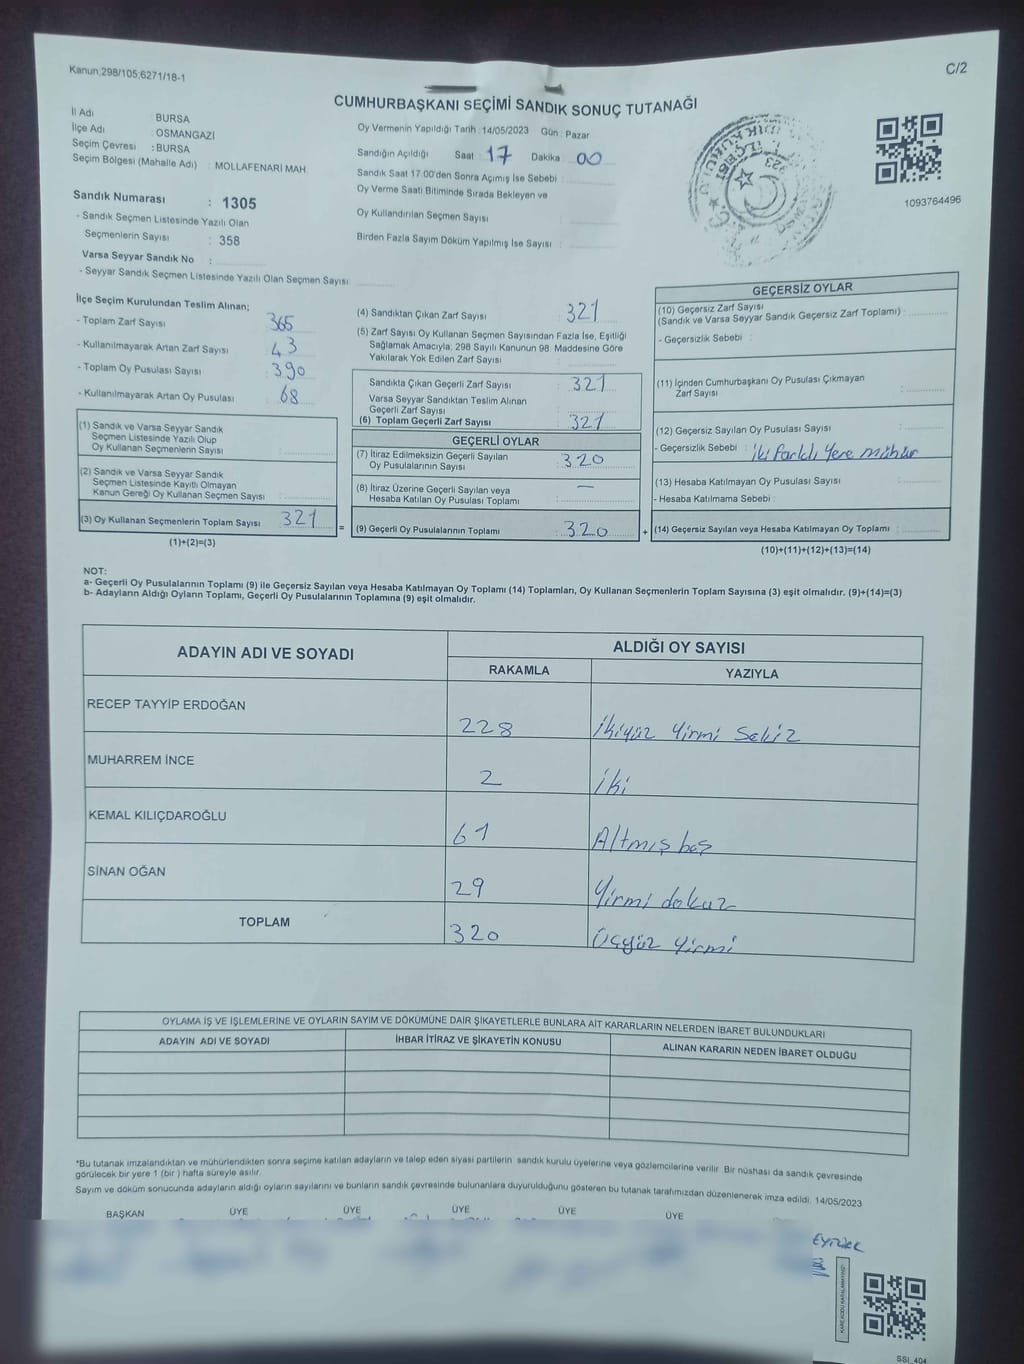 Kanun,298/105,6271/18-1
C/2
CUMHURBAŞKANI SEÇİMİ SANDIK SONUÇ TUTANAĞI
İl Adı : BURSA
İlçe Adı : OSMANGAZİ
Seçim Çevresi : BURSA
Seçim Bölgesi (Mahalle Adı) : MOLLAFENARİ MAH.
Sandık Numarası : 1305
- Sandık Seçmen Listesinde Yazılı Olan
Seçmenlerin Sayısı : 358
Varsa Seyyar Sandık No :
- Seyyar Sandık Seçmen Listesinde Yazılı Olan Seçmen Sayısı
Oy Vermenin Yapıldığı Tarih :14/05/2023 Gün : Pazar
Sandığın Açıldığı Saat : 17 Dakika : 00
Sandık Saat 17.00'den Sonra Açımış İse Sebebi :
Oy Verme Saati Bitiminde Sırada Bekleyen ve
Oy Kullandırılan Seçmen Sayısı :
Birden Fazla Sayım Döküm Yapılmış İse Sayısı :
1093764496
İlçe Seçim Kurulundan Teslim Alınan;
- Toplam Zarf Sayısı : 365
- Kullanılmayarak Artan Zarf Sayısı : 43
- Toplam Oy Pusulası Sayısı : 390
- Kullanılmayarak Artan Oy Pusulası : 68
(1) Sandık ve Varsa Seyyar Sandık
Seçmen Listesinde Yazılı Olup
Oy Kullanan Seçmenlerin Sayısı :
(2) Sandık ve Varsa Seyyar Sandık
Seçmen Listesinde Kayıtlı Olmayan
Kanun Gereği Oy Kullanan Seçmen Sayısı :
(3) Oy Kullanan Seçmenlerin Toplam Sayısı : 321
(1)+(2)=(3)
(4) Sandıktan Çıkan Zarf Sayısı : 321
(5) Zarf Sayısı Oy Kullanan Seçmen Sayısından Fazla İse, Eşitliği
Sağlamak Amacıyla; 298 Sayılı Kanunun 98. Maddesine Göre
Yakılarak Yok Edilen Zarf Sayısı :
Sandıkta Çıkan Geçerli Zarf Sayısı : 321
Varsa Seyyar Sandıktan Teslim Alınan
Geçerli Zarf Sayısı :
(6) Toplam Geçerli Zarf Sayısı : 321
GEÇERLİ OYLAR
(7) İtiraz Edilmeksizin Geçerli Sayılan
Oy Pusulalarının Sayısı : 320
(8) İtiraz Üzerine Geçerli Sayılan veya
Hesaba Katılan Oy Pusulası Toplamı : —
= (9) Geçerli Oy Pusulalarının Toplamı : 320
GEÇERSİZ OYLAR
(10) Geçersiz Zarf Sayısı
(Sandık ve Varsa Seyyar Sandık Geçersiz Zarf Toplamı) :
- Geçersizlik Sebebi :
(11) İçinden Cumhurbaşkanı Oy Pusulası Çıkmayan
Zarf Sayısı :
(12) Geçersiz Sayılan Oy Pusulası Sayısı :
- Geçersizlik Sebebi : iki farklı yere mühür
(13) Hesaba Katılmayan Oy Pusulası Sayısı :
- Hesaba Katılmama Sebebi :
+ (14) Geçersiz Sayılan veya Hesaba Katılmayan Oy Toplamı :
(10)+(11)+(12)+(13)=(14)
NOT:
a- Geçerli Oy Pusulalarının Toplamı (9) ile Geçersiz Sayılan veya Hesaba Katılmayan Oy Toplamı (14) Toplamları, Oy Kullanan Seçmenlerin Toplam Sayısına (3) eşit olmalıdır. (9)+(14)=(3)
b- Adayların Aldığı Oyların Toplamı, Geçerli Oy Pusulalarının Toplamına (9) eşit olmalıdır.
ADAYIN ADI VE SOYADI ALDIĞI OY SAYISI
RAKAMLA YAZIYLA
RECEP TAYYİP ERDOĞAN 228 İkiyüz Yirmi Sekiz
MUHARREM İNCE 2 İki
KEMAL KILIÇDAROĞLU 61 Altmış beş
SİNAN OĞAN 29 Yirmi dokuz
TOPLAM 320 Üçyüz Yirmi
OYLAMA İŞ VE İŞLEMLERİNE VE OYLARIN SAYIM VE DÖKÜMÜNE DAİR ŞİKAYETLERLE BUNLARA AİT KARARLARIN NELERDEN İBARET BULUNDUKLARI
ADAYIN ADI VE SOYADI İHBAR İTİRAZ VE ŞİKAYETİN KONUSU ALINAN KARARIN NEDEN İBARET OLDUĞU
*Bu tutanak imzalandıktan ve mühürlendikten sonra seçime katılan adayların ve talep eden siyasi partilerin sandık kurulu üyelerine veya gözlemcilerine verilir. Bir nüshası da sandık çevresinde
görülecek bir yere 1 (bir ) hafta süreyle asılır.
Sayım ve döküm sonucunda adayların aldığı oyların sayılarını ve bunların sandık çevresinde bulunanlara duyurulduğunu gösteren bu tutanak tarafımızdan düzenlenerek imza edildi. 14/05/2023
BAŞKAN ÜYE ÜYE ÜYE ÜYE ÜYE
KARE KODU KARALAMAYINIZ!
SSI_404